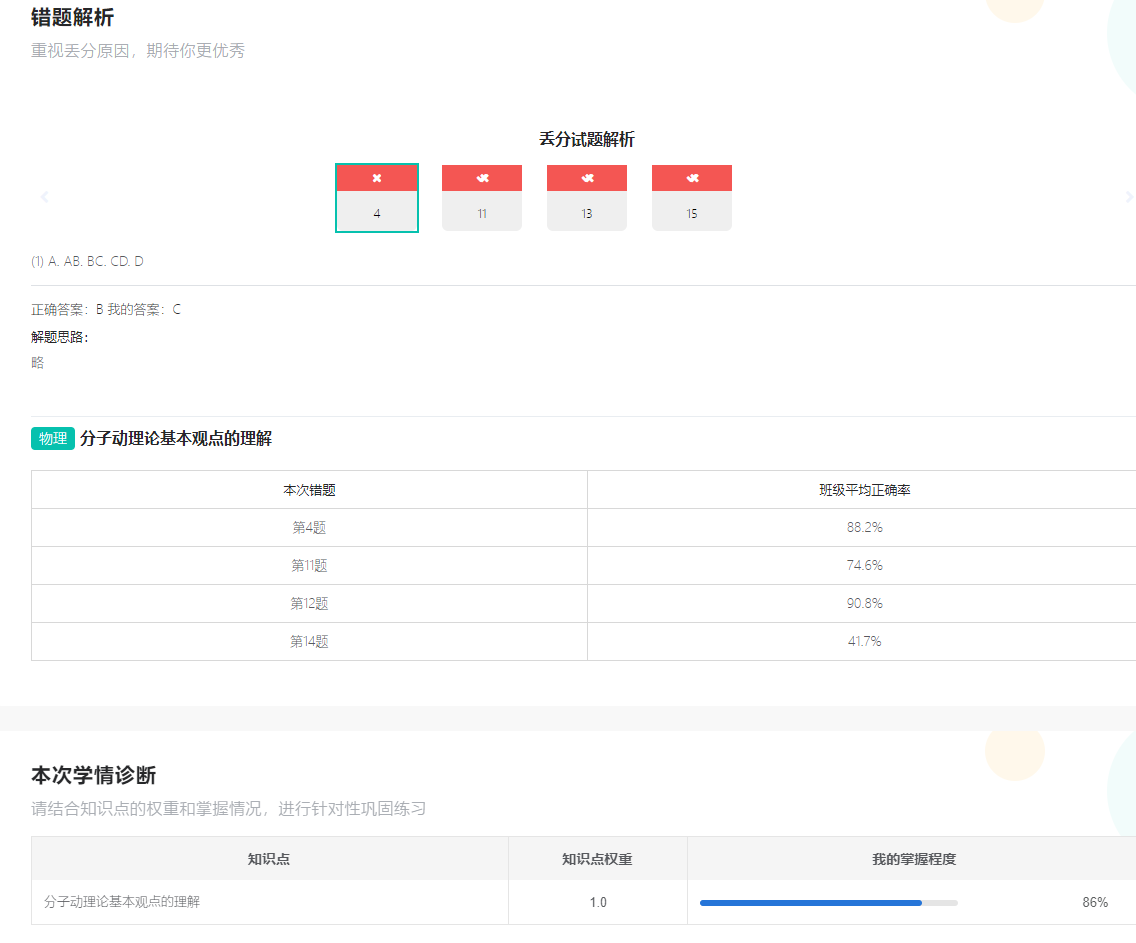 错题解析
重视丢分原因，期待你更优秀
丢分试题解析
4 11 13 15
(1) A. AB. BC. CD. D
正确答案：B 我的答案：C
解题思路：
略
物理 分子动理论基本观点的理解
本次错题 班级平均正确率
第4题 88.2%
第11题 74.6%
第12题 90.8%
第14题 41.7%
本次学情诊断
请结合知识点的权重和掌握情况，进行针对性巩固练习
知识点 知识点权重 我的掌握程度
分子动理论基本观点的理解 1.0 86%